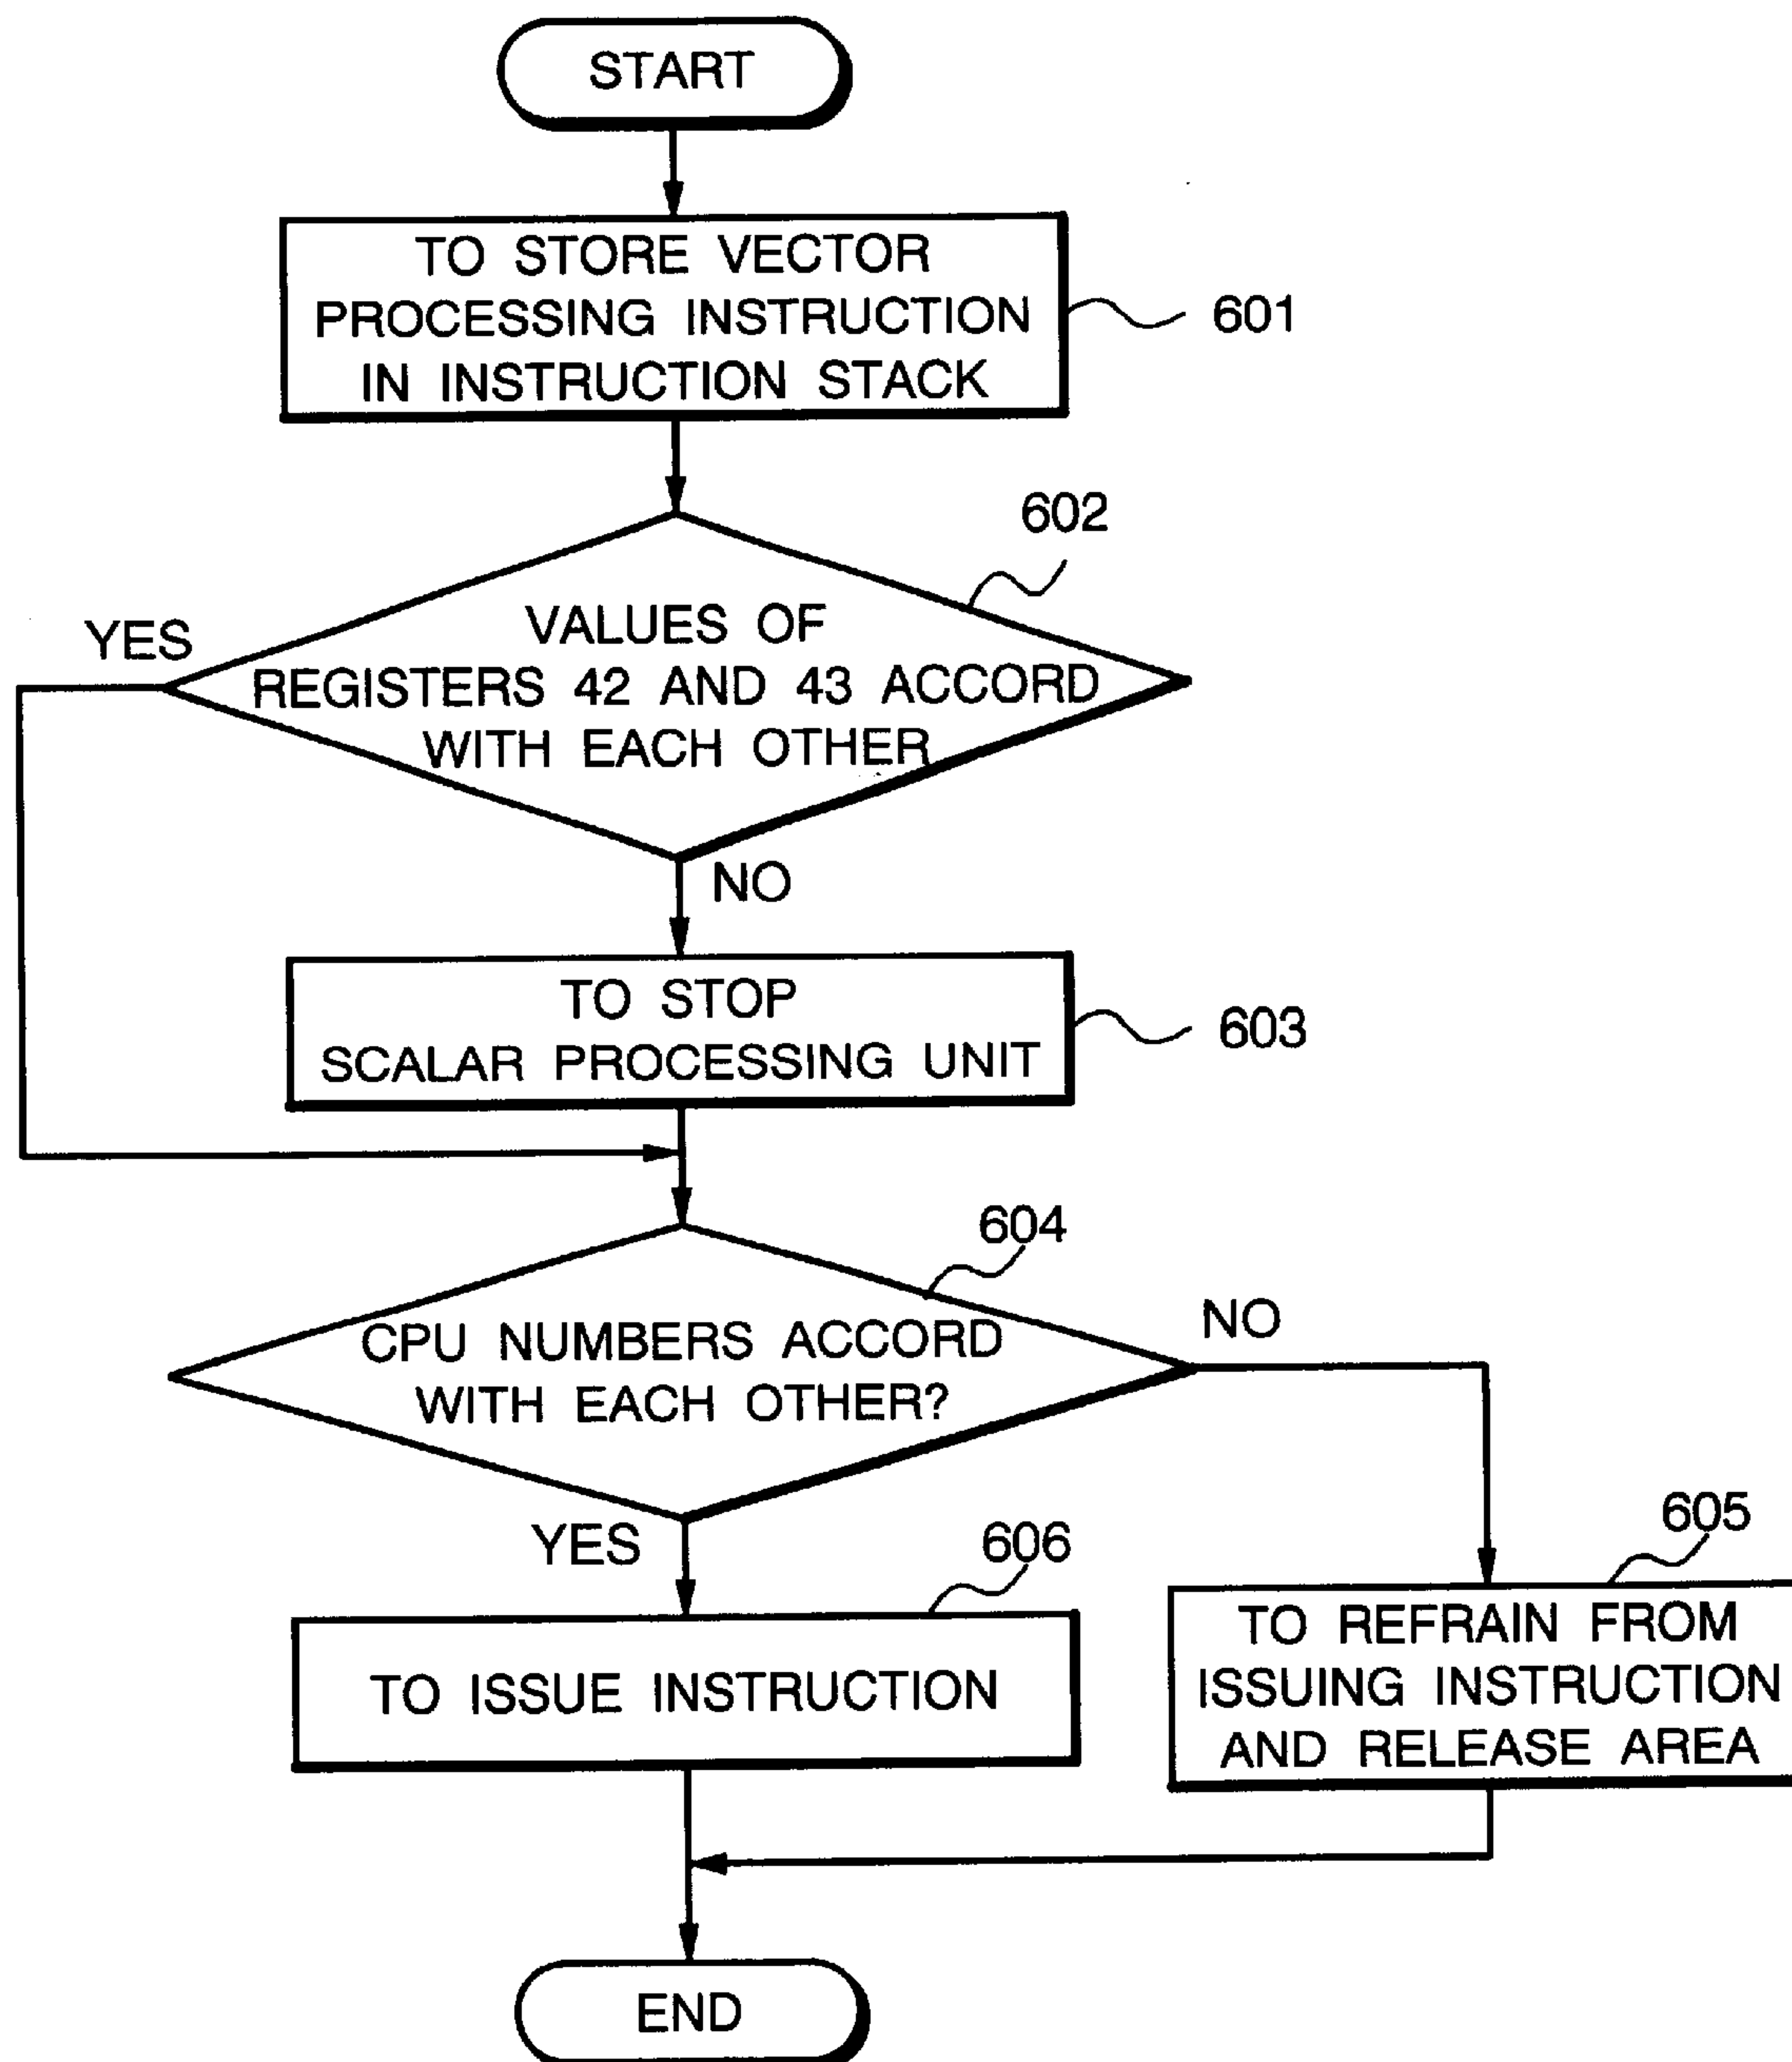 START
TO STORE VECTOR
PROCESSING INSTRUCTION
IN INSTRUCTION STACK
601
602
YES
VALUES OF
REGISTERS 42 AND 43 ACCORD
WITH EACH OTHER
NO
TO STOP
SCALAR PROCESSING UNIT
603
604
CPU NUMBERS ACCORD
WITH EACH OTHER?
NO
YES
606
605
TO ISSUE INSTRUCTION
TO REFRAIN FROM
ISSUING INSTRUCTION
AND RELEASE AREA
END